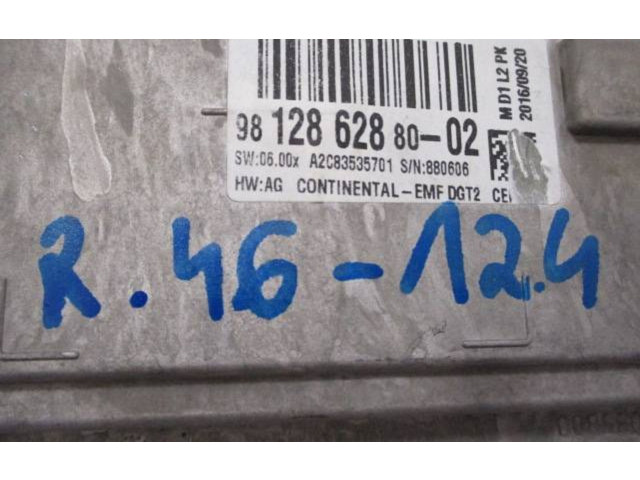 98 128 628 80-02
SW:06.00x A2C83535701 S/N:880606
HW:AG CONTINENTAL-EMF DGT2
M D1 L2 PK
2016/09/20
R.46-12.4